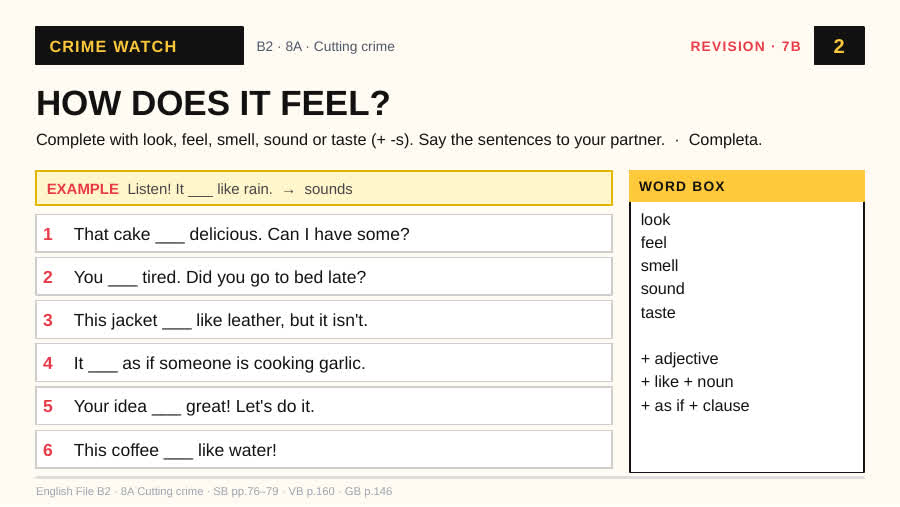 CRIME WATCH
B2 · 8A · Cutting crime
REVISION · 7B
2
HOW DOES IT FEEL?
Complete with look, feel, smell, sound or taste (+ -s). Say the sentences to your partner. · Completa.
EXAMPLE Listen! It ___ like rain. → sounds
1 That cake ___ delicious. Can I have some?
2 You ___ tired. Did you go to bed late?
3 This jacket ___ like leather, but it isn't.
4 It ___ as if someone is cooking garlic.
5 Your idea ___ great! Let's do it.
6 This coffee ___ like water!
WORD BOX
look
feel
smell
sound
taste
+ adjective
+ like + noun
+ as if + clause
English File B2 · 8A Cutting crime · SB pp.76–79 · VB p.160 · GB p.146